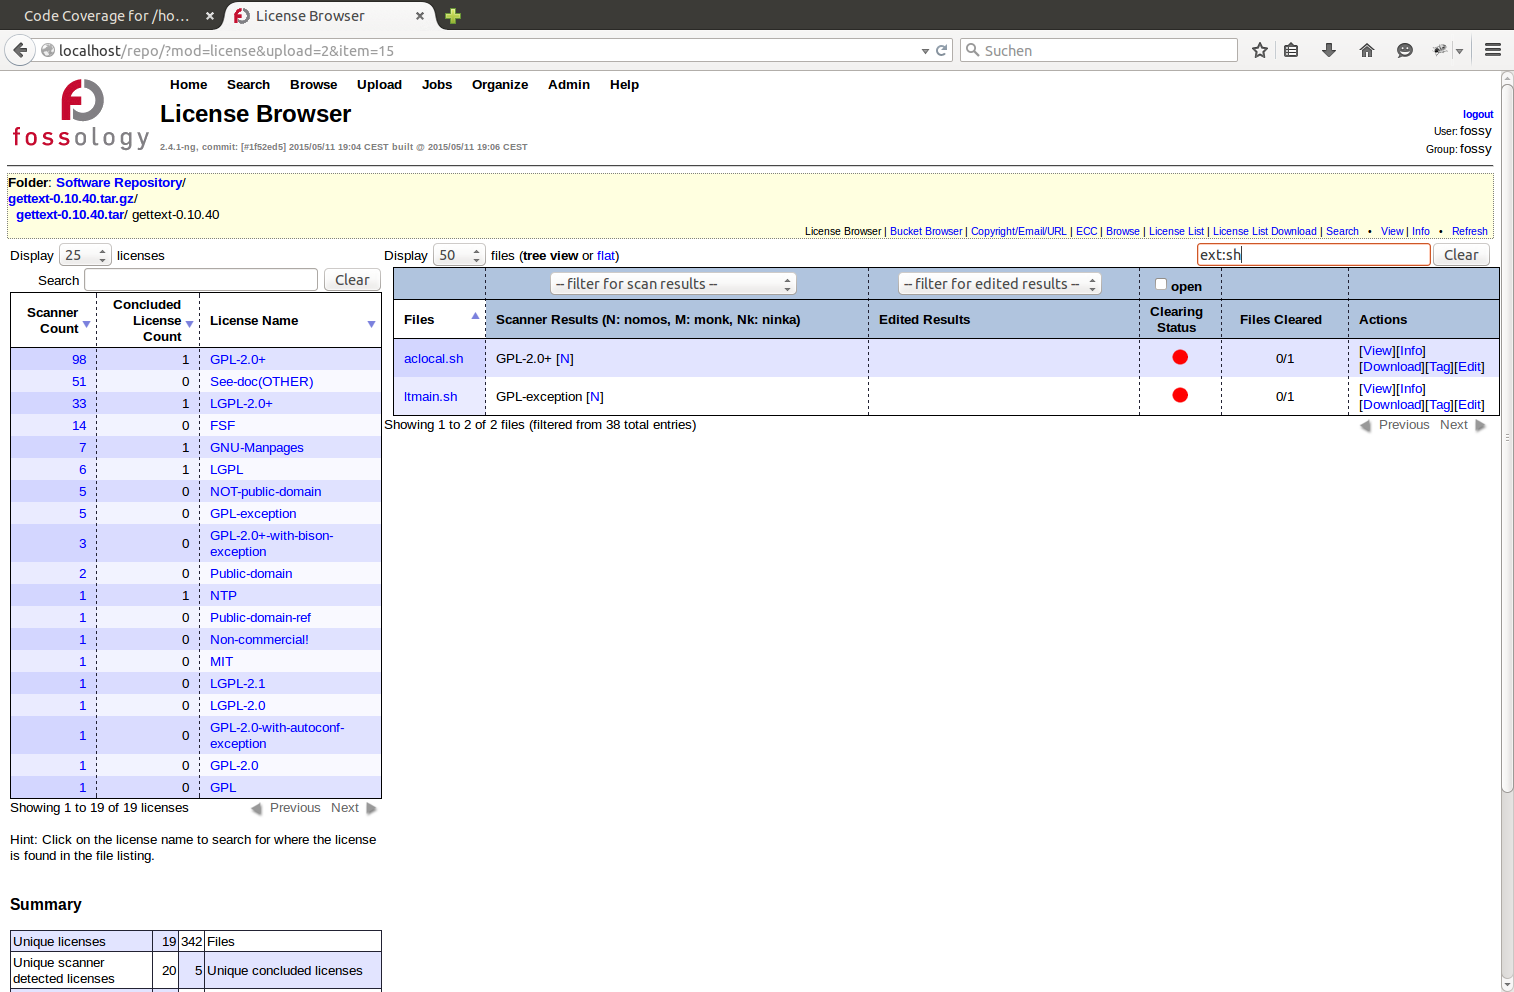 Code Coverage for /ho...
License Browser
localhost/repo/?mod=license&upload=2&item=15
Suchen
fossology
Home Search Browse Upload Jobs Organize Admin Help
License Browser
2.4.1-ng, commit: [#1f52ed5] 2015/05/11 19:04 CEST built @ 2015/05/11 19:06 CEST
logout
User: fossy
Group: fossy
Folder: Software Repository/
gettext-0.10.40.tar.gz/
gettext-0.10.40.tar/ gettext-0.10.40
License Browser | Bucket Browser | Copyright/Email/URL | ECC | Browse | License List | License List Download | Search • View | Info • Refresh
Display 25 licenses
Search Clear
Scanner Count Concluded License Count License Name
98 1 GPL-2.0+
51 0 See-doc(OTHER)
33 1 LGPL-2.0+
14 0 FSF
7 1 GNU-Manpages
6 1 LGPL
5 0 NOT-public-domain
5 0 GPL-exception
3 0 GPL-2.0+-with-bison-
exception
2 0 Public-domain
1 1 NTP
1 0 Public-domain-ref
1 0 Non-commercial!
1 0 MIT
1 0 LGPL-2.1
1 0 LGPL-2.0
1 0 GPL-2.0-with-autoconf-
exception
1 0 GPL-2.0
1 0 GPL
Showing 1 to 19 of 19 licenses Previous Next
Hint: Click on the license name to search for where the license
is found in the file listing.
Summary
Unique licenses 19 342 Files
Unique scanner
detected licenses 20 5 Unique concluded licenses
Display 50 files (tree view or flat)
ext:sh Clear
-- filter for scan results -- -- filter for edited results -- open
Files Scanner Results (N: nomos, M: monk, Nk: ninka) Edited Results Clearing Status Files Cleared Actions
aclocal.sh GPL-2.0+ [N] 0/1 [View][Info]
[Download][Tag][Edit]
ltmain.sh GPL-exception [N] 0/1 [View][Info]
[Download][Tag][Edit]
Showing 1 to 2 of 2 files (filtered from 38 total entries) Previous Next